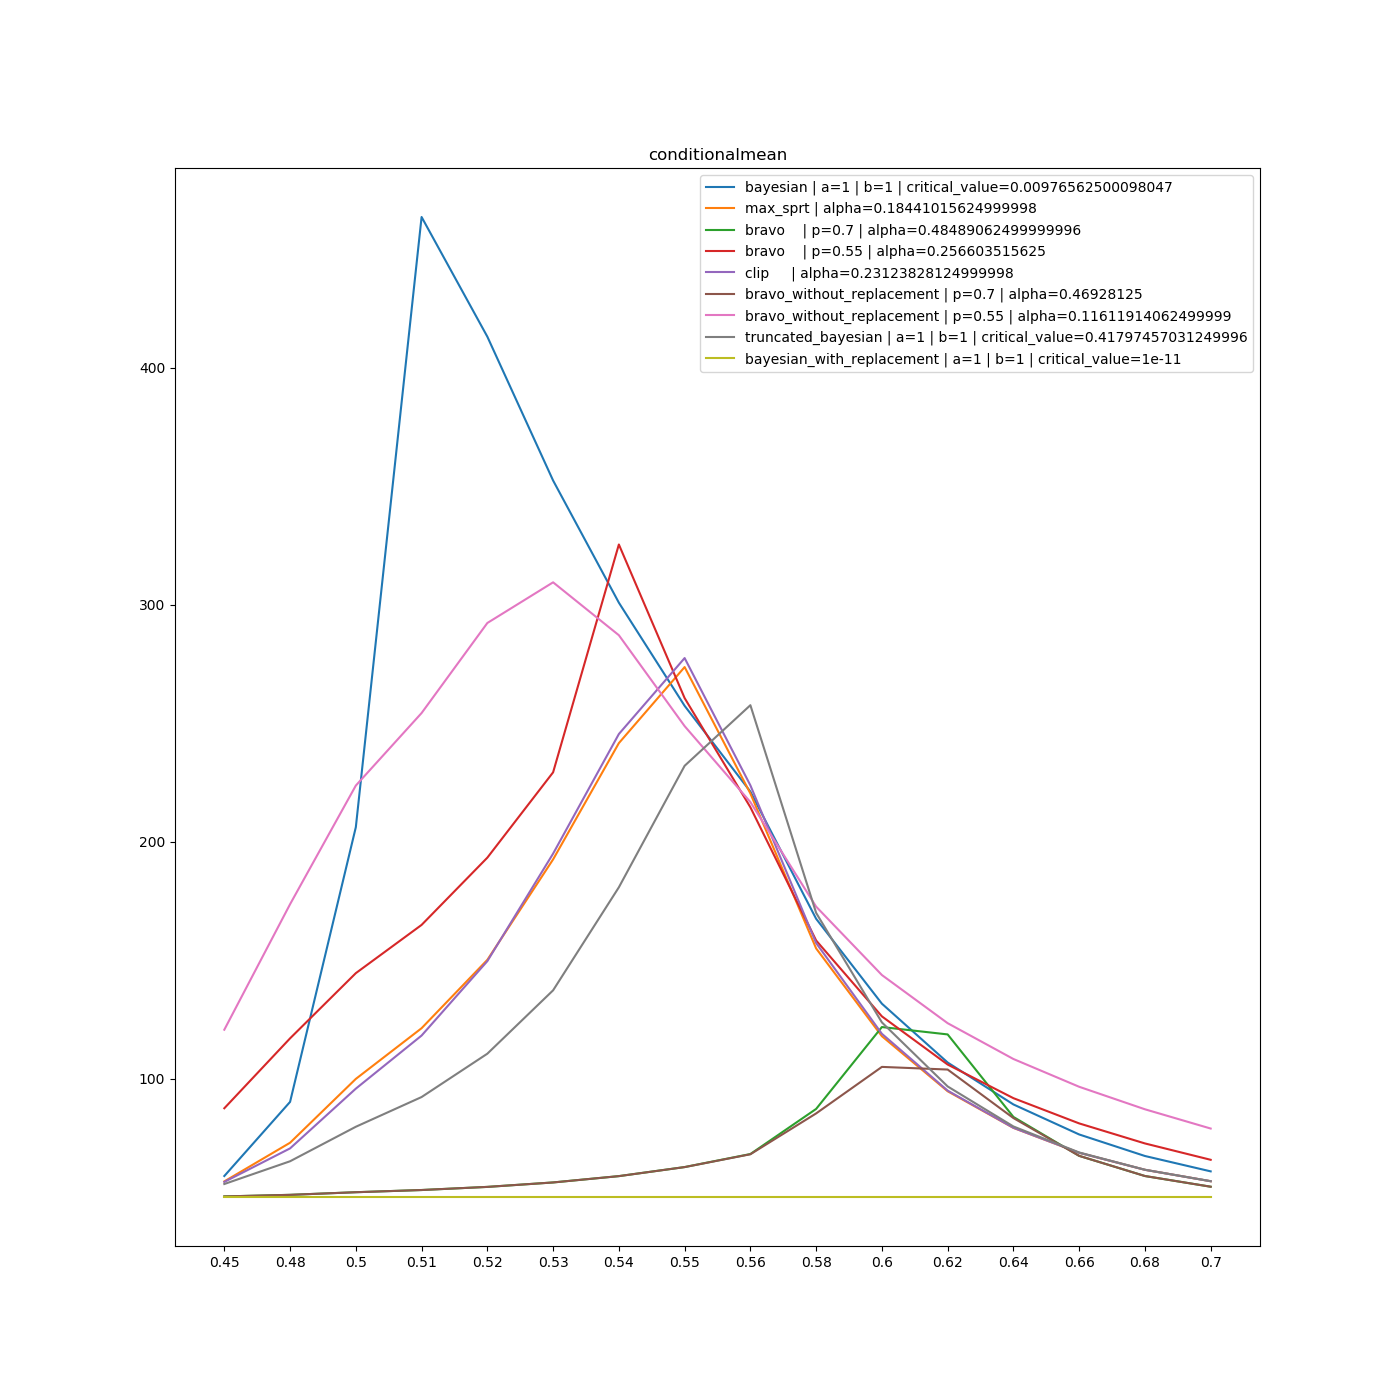 conditionalmean
bayesian | a=1 | b=1 | critical_value=0.00976562500098047
max_sprt | alpha=0.18441015624999998
bravo    | p=0.7 | alpha=0.48489062499999996
bravo    | p=0.55 | alpha=0.256603515625
clip     | alpha=0.23123828124999998
bravo_without_replacement | p=0.7 | alpha=0.46928125
bravo_without_replacement | p=0.55 | alpha=0.11611914062499999
truncated_bayesian | a=1 | b=1 | critical_value=0.41797457031249996
bayesian_with_replacement | a=1 | b=1 | critical_value=1e-11
400
300
200
100
0.45 0.48 0.5 0.51 0.52 0.53 0.54 0.55 0.56 0.58 0.6 0.62 0.64 0.66 0.68 0.7